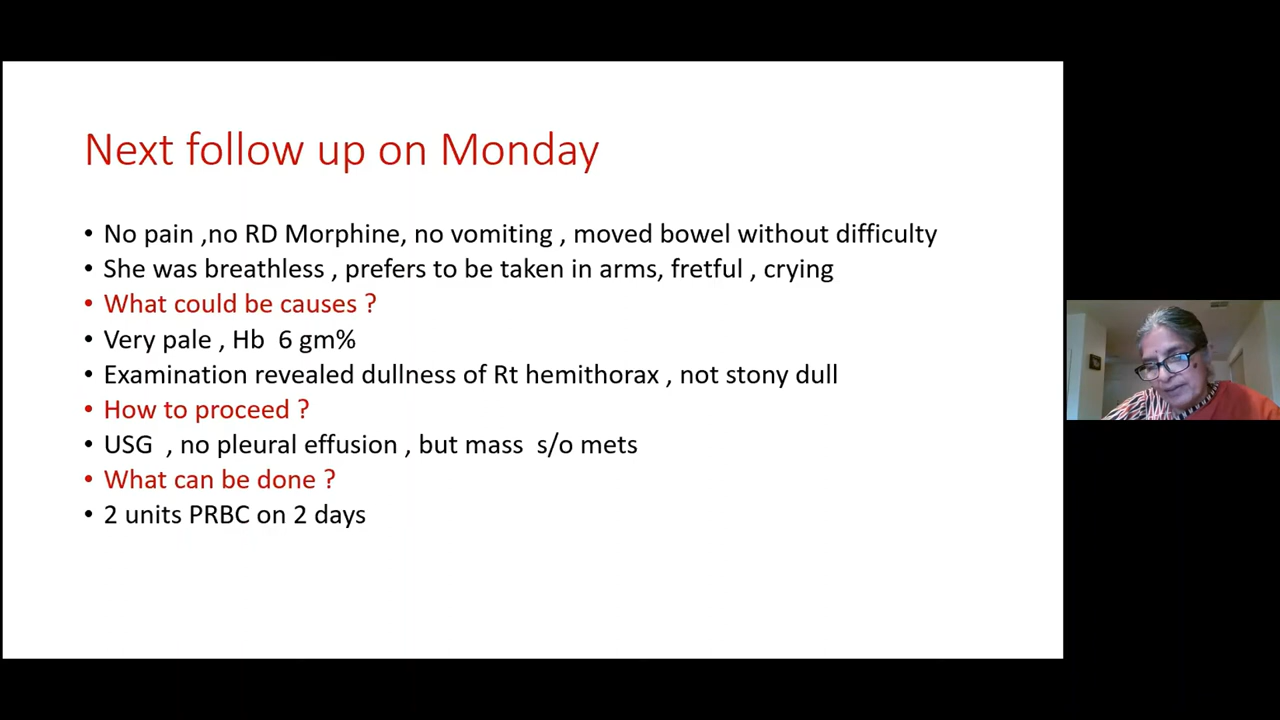 Next follow up on Monday
• No pain ,no RD Morphine, no vomiting , moved bowel without difficulty
• She was breathless , prefers to be taken in arms, fretful , crying
• What could be causes ?
• Very pale , Hb 6 gm%
• Examination revealed dullness of Rt hemithorax , not stony dull
• How to proceed ?
• USG , no pleural effusion , but mass s/o mets
• What can be done ?
• 2 units PRBC on 2 days